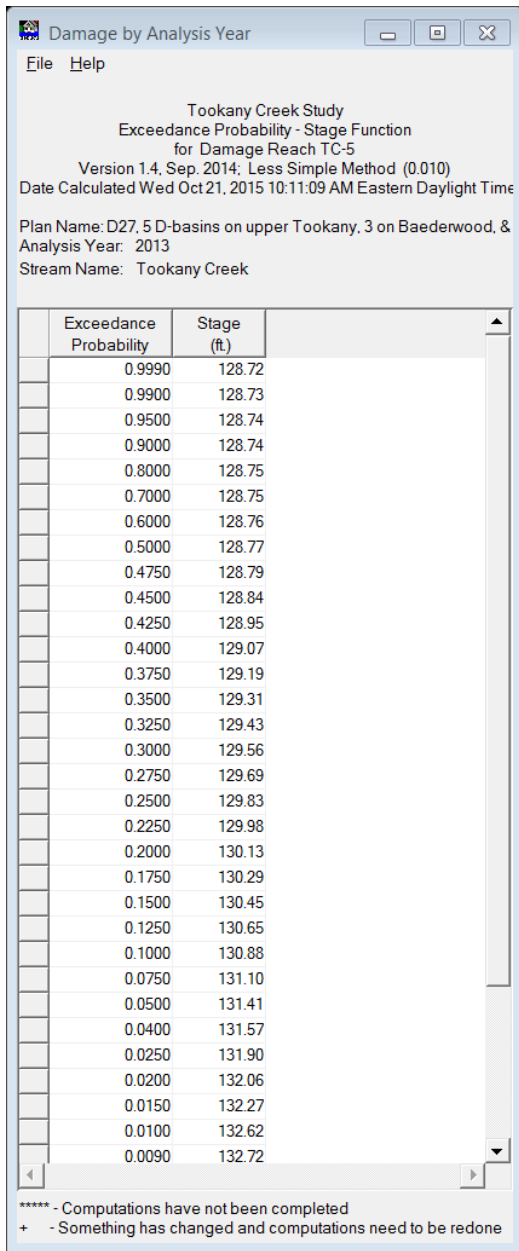 Damage by Analysis Year
File Help
Tookany Creek Study
Exceedance Probability - Stage Function
for Damage Reach TC-5
Version 1.4, Sep. 2014; Less Simple Method (0.010)
Date Calculated Wed Oct 21, 2015 10:11:09 AM Eastern Daylight Time
Plan Name: D27, 5 D-basins on upper Tookany, 3 on Baederwood, &
Analysis Year: 2013
Stream Name: Tookany Creek
Exceedance Stage
Probability (ft.)
0.9990 128.72
0.9900 128.73
0.9500 128.74
0.9000 128.74
0.8000 128.75
0.7000 128.75
0.6000 128.76
0.5000 128.77
0.4750 128.79
0.4500 128.84
0.4250 128.95
0.4000 129.07
0.3750 129.19
0.3500 129.31
0.3250 129.43
0.3000 129.56
0.2750 129.69
0.2500 129.83
0.2250 129.98
0.2000 130.13
0.1750 130.29
0.1500 130.45
0.1250 130.65
0.1000 130.88
0.0750 131.10
0.0500 131.41
0.0400 131.57
0.0250 131.90
0.0200 132.06
0.0150 132.27
0.0100 132.62
0.0090 132.72
***** - Computations have not been completed
+ - Something has changed and computations need to be redone